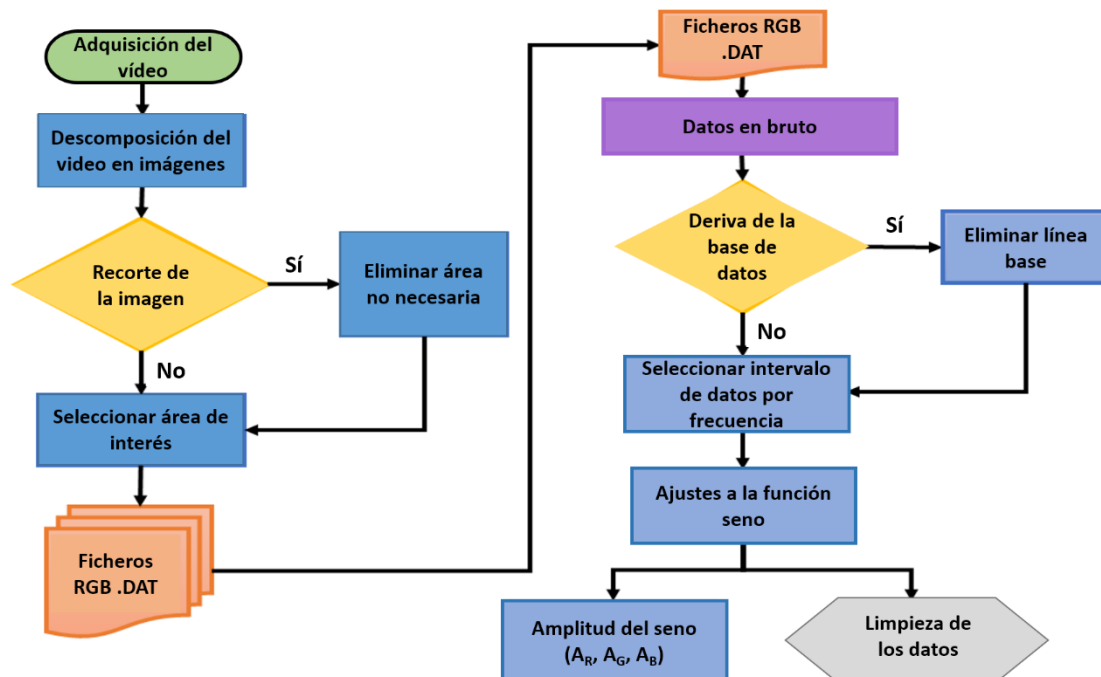 Adquisición del
vídeo
Descomposición del
video en imágenes
Recorte de
la imagen
Sí
Eliminar área
no necesaria
No
Seleccionar área de
interés
Ficheros
RGB .DAT
Ficheros RGB
.DAT
Datos en bruto
Deriva de la
base de
datos
Sí
Eliminar línea
base
No
Seleccionar intervalo
de datos por
frecuencia
Ajustes a la función
seno
Amplitud del seno
(A_R, A_G, A_B)
Limpieza de
los datos